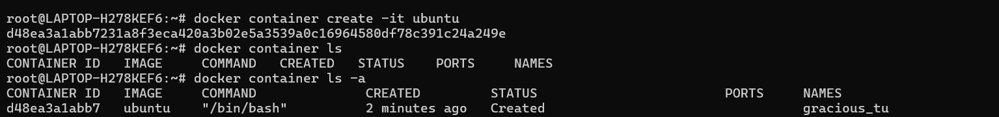 root@LAPTOP-H278KEF6:~# docker container create -it ubuntu
d48ea3a1abb7231a8f3eca420a3b02e5a3539a0c16964580df78c391c24a249e
root@LAPTOP-H278KEF6:~# docker container ls
CONTAINER ID   IMAGE     COMMAND   CREATED   STATUS    PORTS     NAMES
root@LAPTOP-H278KEF6:~# docker container ls -a
CONTAINER ID   IMAGE     COMMAND          CREATED         STATUS                        PORTS     NAMES
d48ea3a1abb7   ubuntu    "/bin/bash"          2 minutes ago   Created                                 gracious_tu